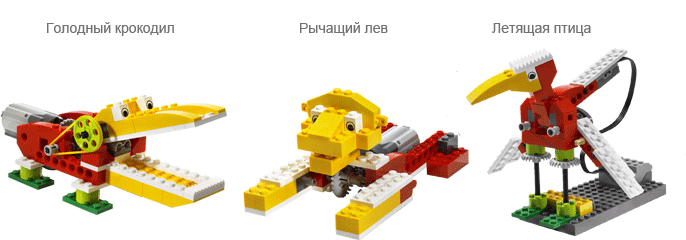 Голодный крокодил
Рычащий лев
Летящая птица